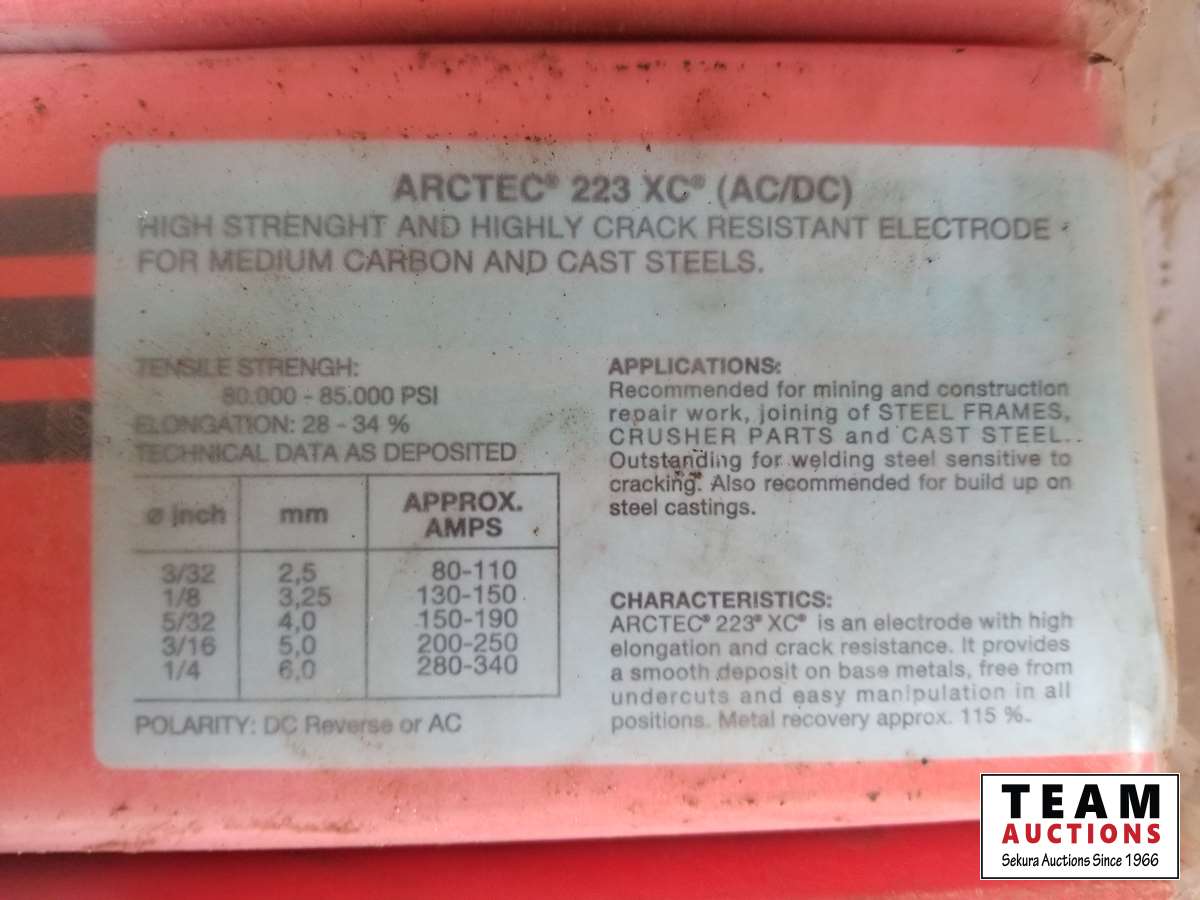 ARCTEC® 223 XC® (AC/DC)
HIGH STRENGHT AND HIGHLY CRACK RESISTANT ELECTRODE
FOR MEDIUM CARBON AND CAST STEELS.
TENSILE STRENGH:
80.000 - 85.000 PSI
ELONGATION: 28 - 34 %
TECHNICAL DATA AS DEPOSITED
ø inch mm APPROX. AMPS
3/32 2,5 80-110
1/8 3,25 130-150
5/32 4,0 150-190
3/16 5,0 200-250
1/4 6,0 280-340
POLARITY: DC Reverse or AC
APPLICATIONS:
Recommended for mining and construction
repair work, joining of STEEL FRAMES,
CRUSHER PARTS and CAST STEEL.
Outstanding for welding steel sensitive to
cracking. Also recommended for build up on
steel castings.
CHARACTERISTICS:
ARCTEC® 223® XC® is an electrode with high
elongation and crack resistance. It provides
a smooth deposit on base metals, free from
undercuts and easy manipulation in all
positions. Metal recovery approx. 115 %.
TEAM
AUCTIONS
Sekura Auctions Since 1966